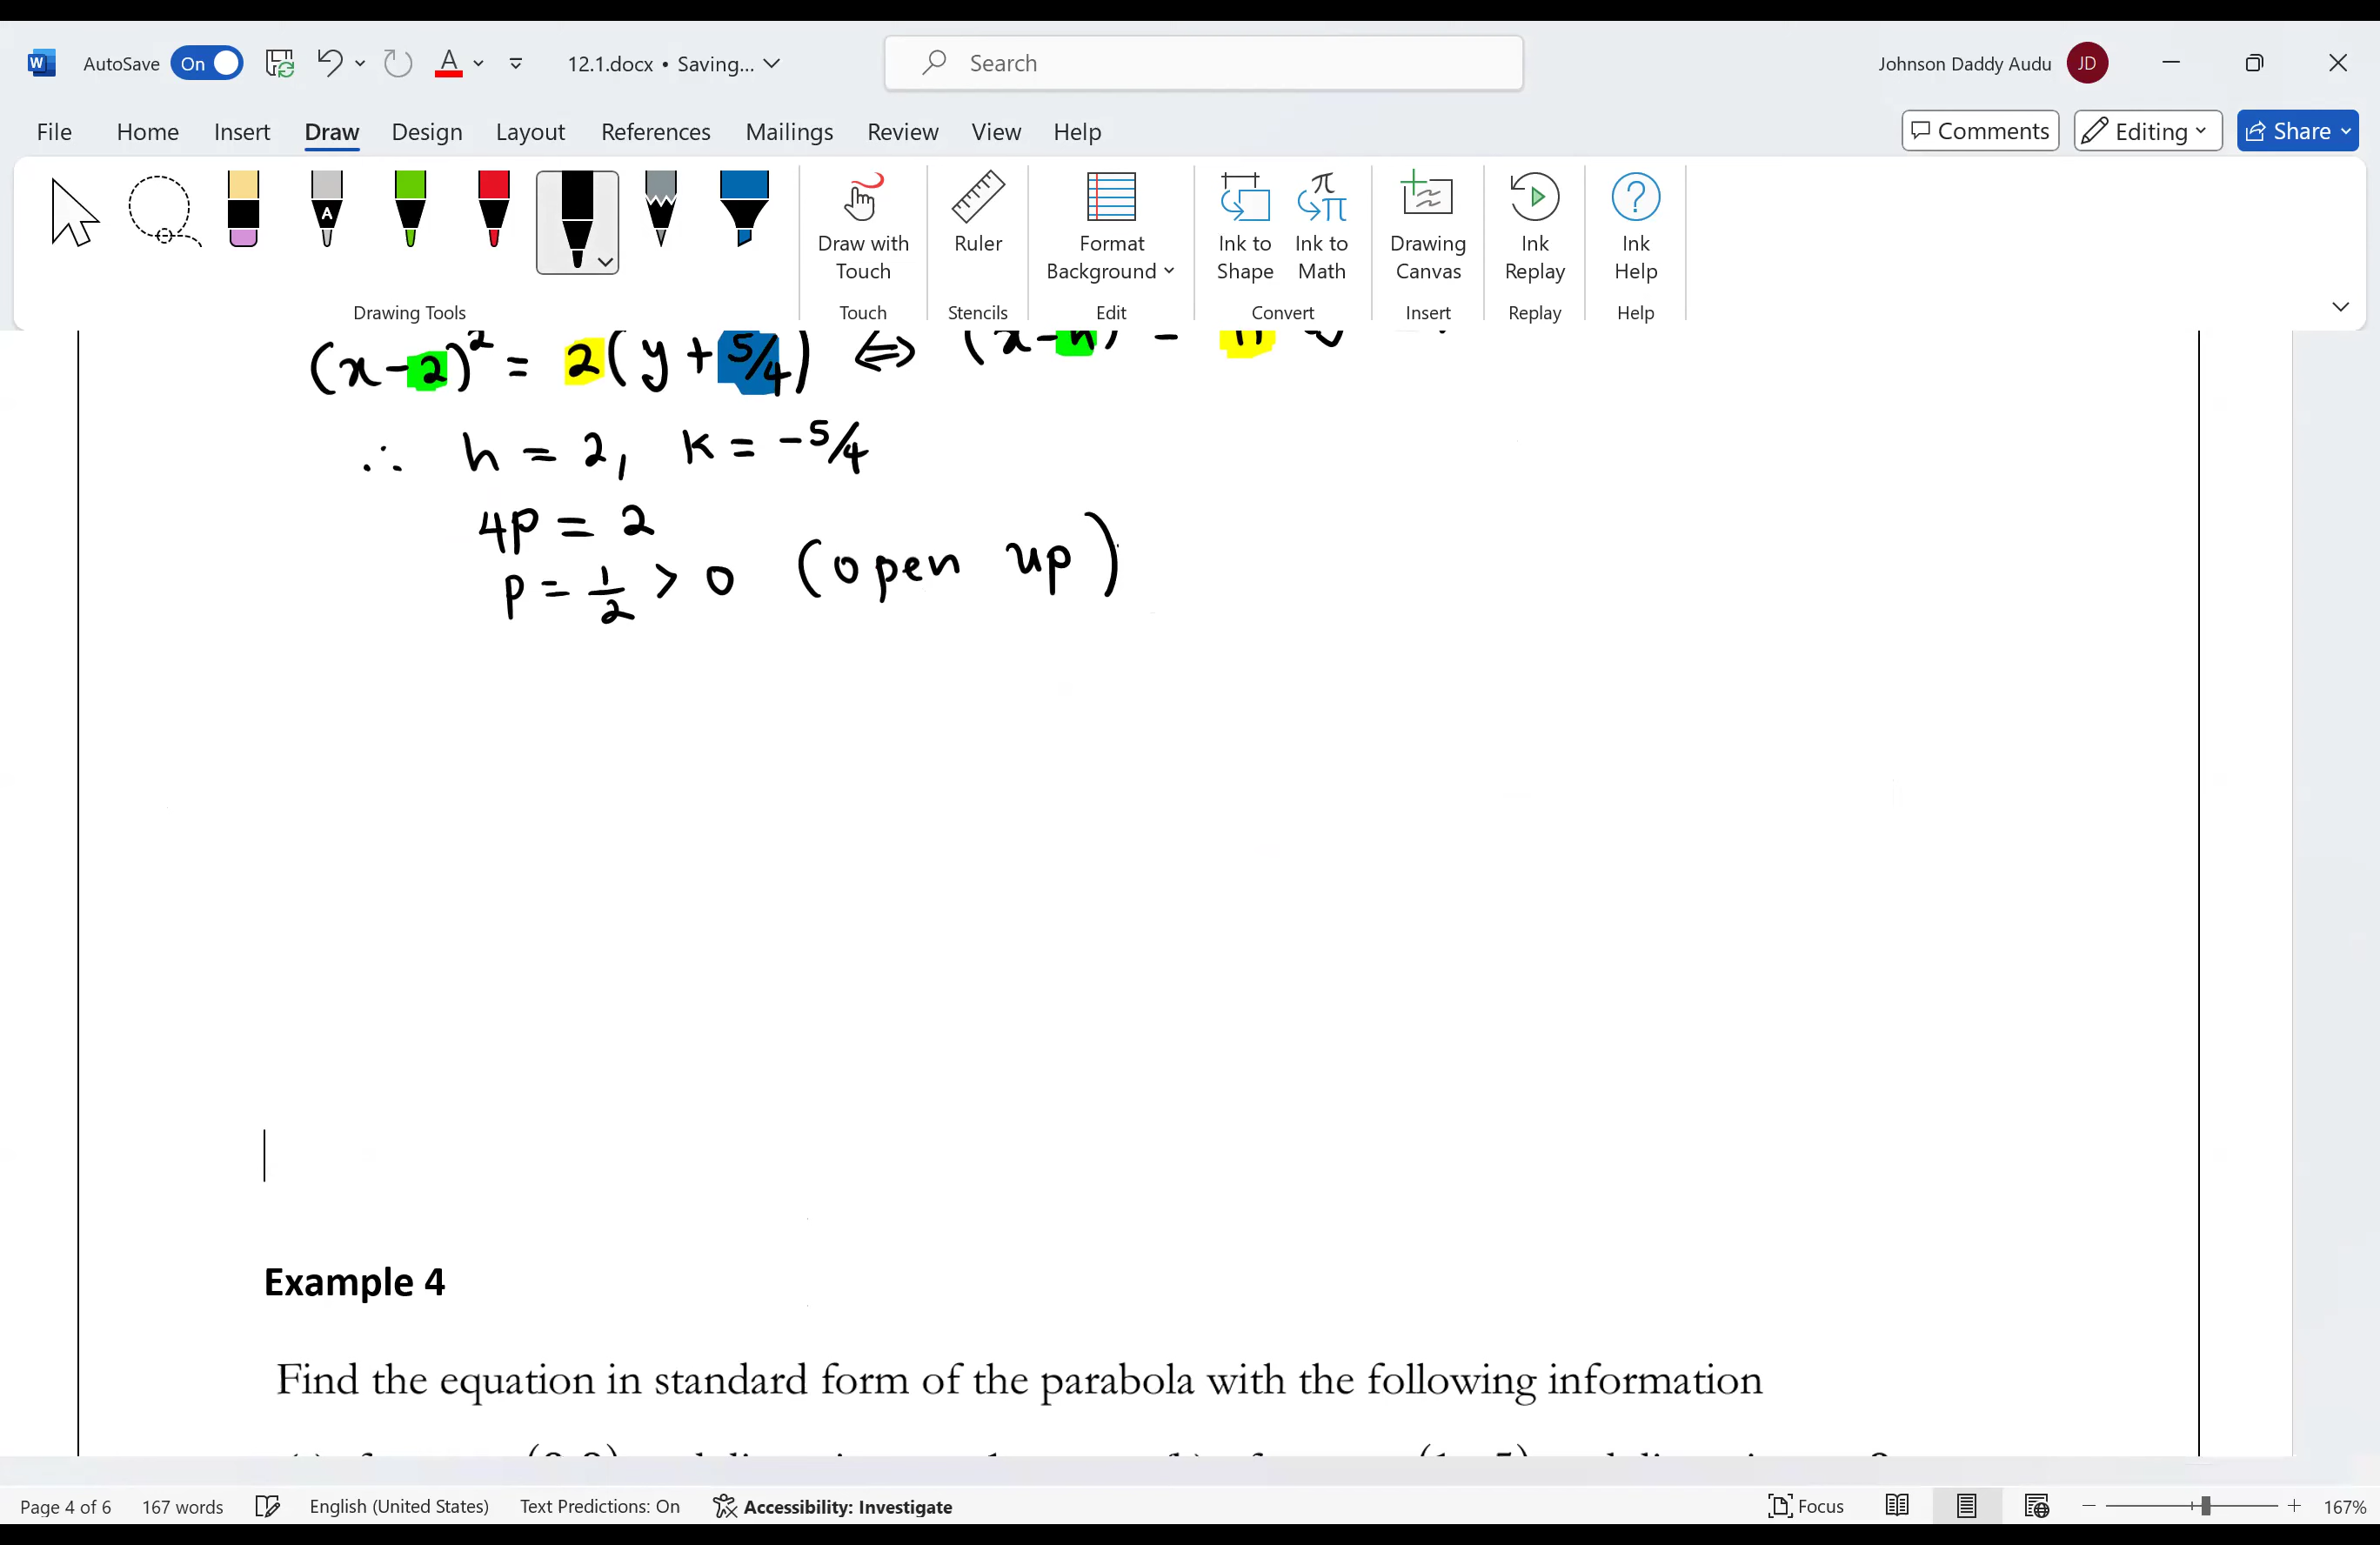 AutoSave On 12.1.docx • Saving... Search Johnson Daddy Audu JD
File Home Insert Draw Design Layout References Mailings Review View Help Comments Editing Share
A
Draw with Touch Ruler Format Background Ink to Shape Ink to Math Drawing Canvas Ink Replay Ink Help
Drawing Tools Touch Stencils Edit Convert Insert Replay Help
(x-2)² = 2(y + 5/4) ⇔ (x-h)
∴ h = 2, k = -5/4
4p = 2
p = 1/2 > 0 (open up)
Example 4
Find the equation in standard form of the parabola with the following information
Page 4 of 6 167 words English (United States) Text Predictions: On Accessibility: Investigate Focus 167%